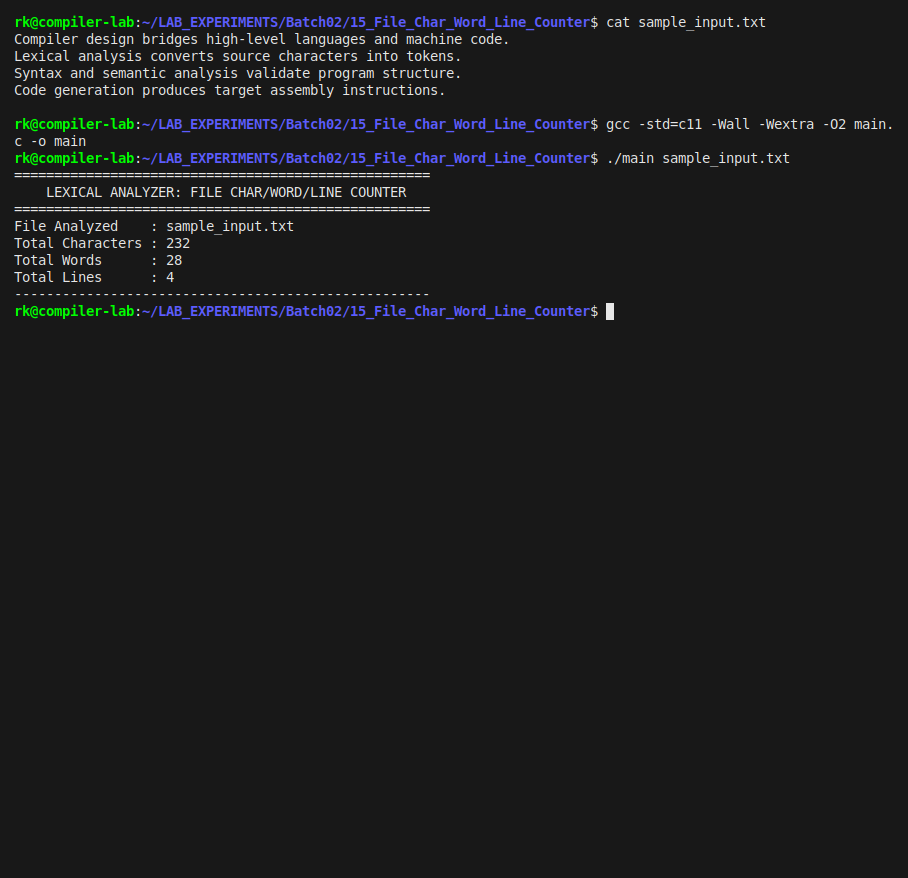 rk@compiler-lab:~/LAB_EXPERIMENTS/Batch02/15_File_Char_Word_Line_Counter$ cat sample_input.txt
Compiler design bridges high-level languages and machine code.
Lexical analysis converts source characters into tokens.
Syntax and semantic analysis validate program structure.
Code generation produces target assembly instructions.
rk@compiler-lab:~/LAB_EXPERIMENTS/Batch02/15_File_Char_Word_Line_Counter$ gcc -std=c11 -Wall -Wextra -O2 main.
c -o main
rk@compiler-lab:~/LAB_EXPERIMENTS/Batch02/15_File_Char_Word_Line_Counter$ ./main sample_input.txt
====================================================
    LEXICAL ANALYZER: FILE CHAR/WORD/LINE COUNTER
====================================================
File Analyzed    : sample_input.txt
Total Characters : 232
Total Words      : 28
Total Lines      : 4
----------------------------------------------------
rk@compiler-lab:~/LAB_EXPERIMENTS/Batch02/15_File_Char_Word_Line_Counter$